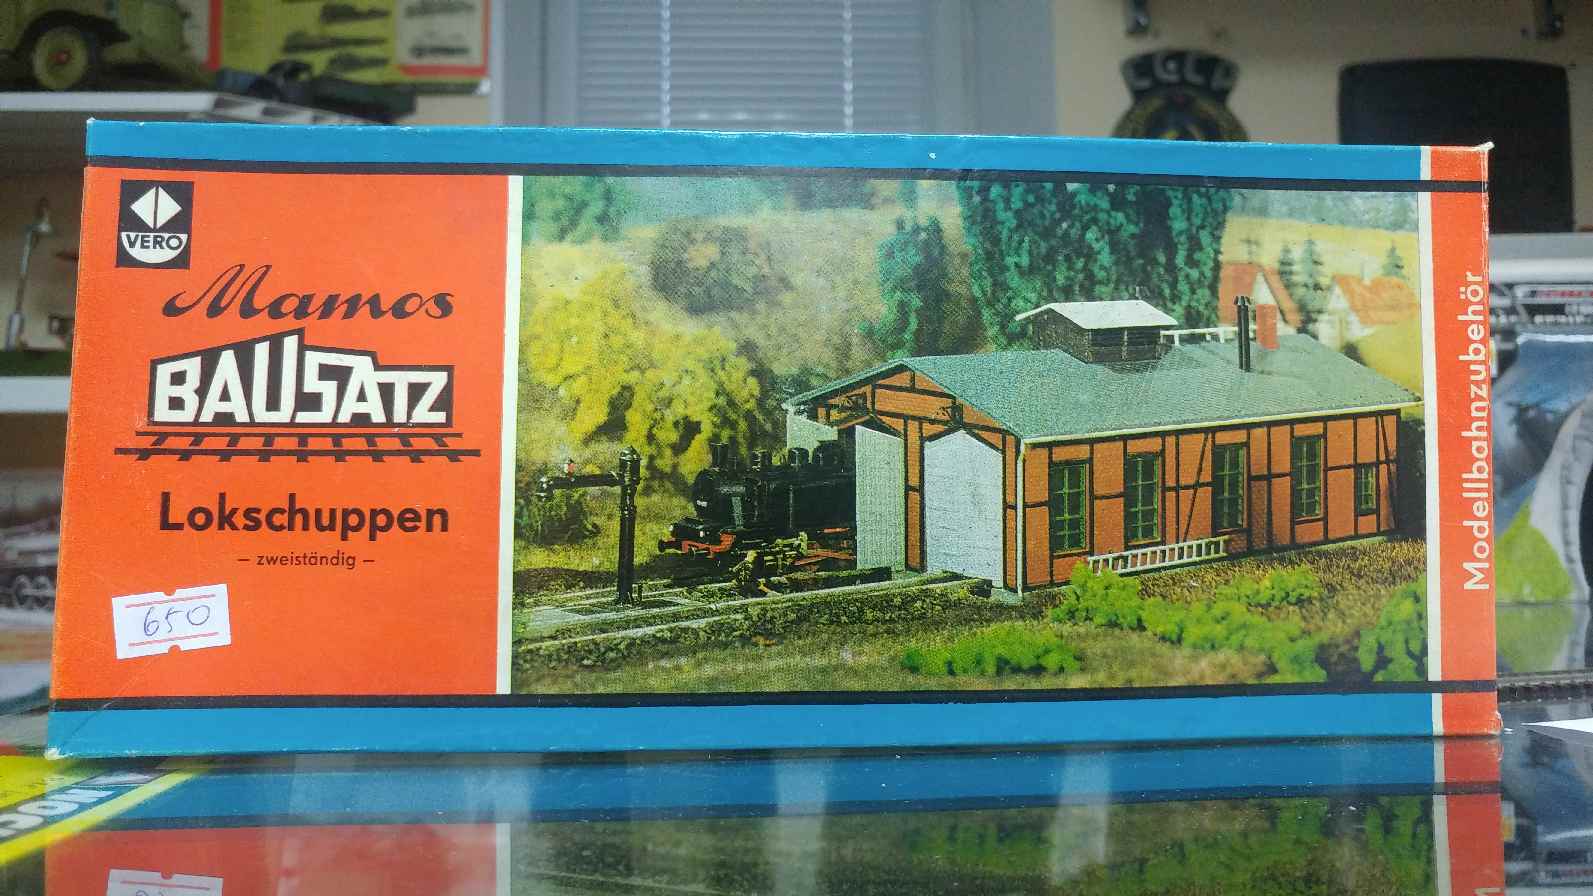 VERO
Mamos
BAUSATZ
Lokschuppen
– zweiständig –
650
Modellbahnzubehör